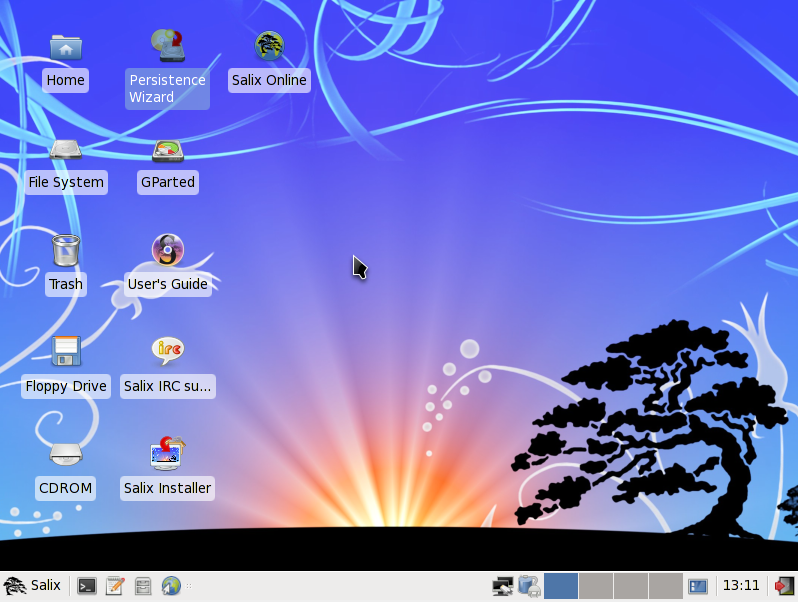 Home
Persistence
Wizard
Salix Online
File System
GParted
Trash
User's Guide
Floppy Drive
irc
Salix IRC su...
CDROM
Salix Installer
Salix
13:11